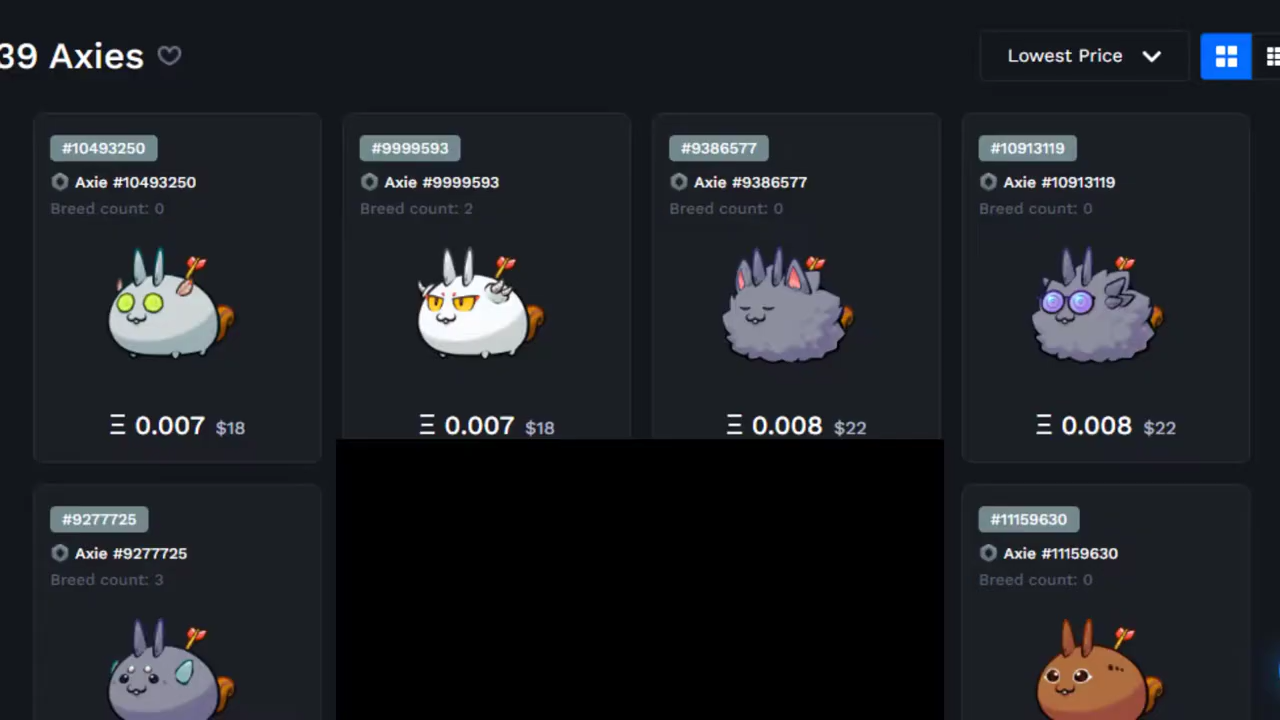 39 Axies
Lowest Price
#10493250
Axie #10493250
Breed count: 0
Ξ 0.007 $18
#9999593
Axie #9999593
Breed count: 2
Ξ 0.007 $18
#9386577
Axie #9386577
Breed count: 0
Ξ 0.008 $22
#10913119
Axie #10913119
Breed count: 0
Ξ 0.008 $22
#9277725
Axie #9277725
Breed count: 3
#11159630
Axie #11159630
Breed count: 0